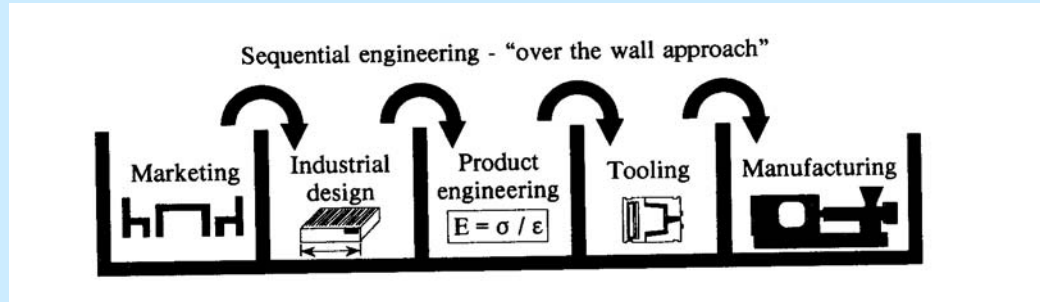 Sequential engineering - “over the wall approach”
Marketing
Industrial
design
Product
engineering
E = σ / ε
Tooling
Manufacturing